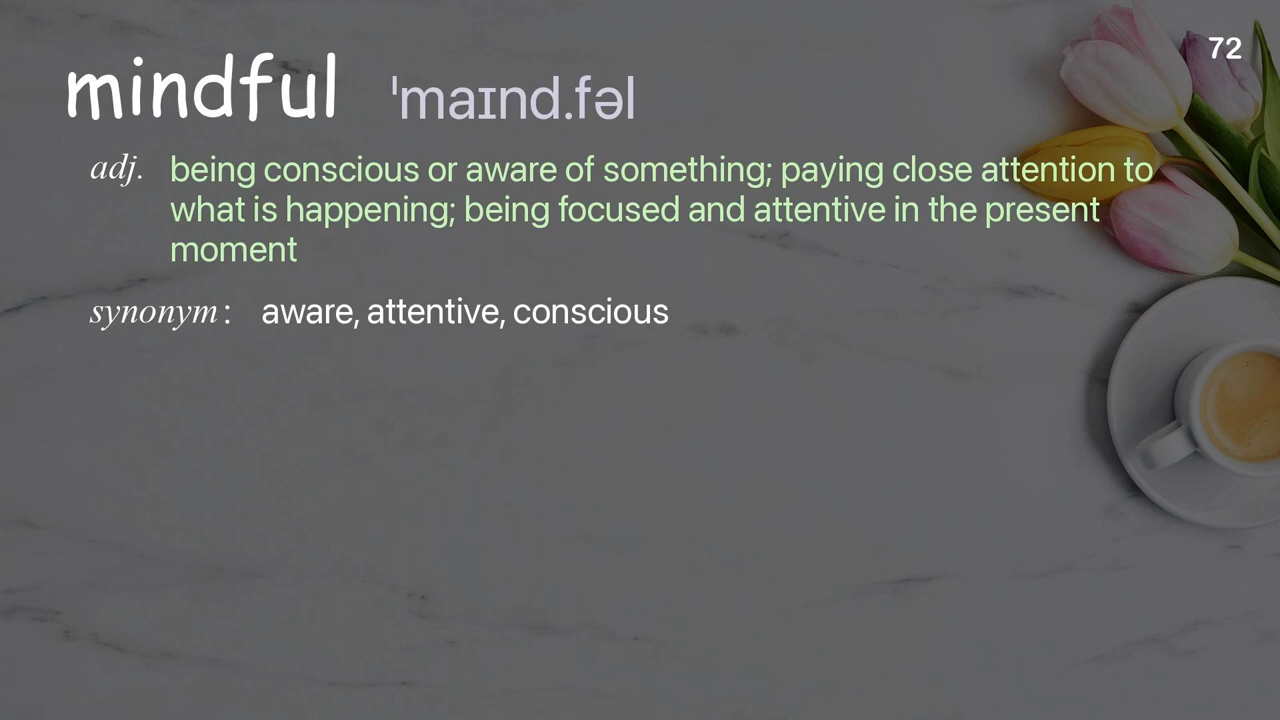 72
mindful ˈmaɪnd.fəl
adj. being conscious or aware of something; paying close attention to
what is happening; being focused and attentive in the present
moment
synonym: aware, attentive, conscious